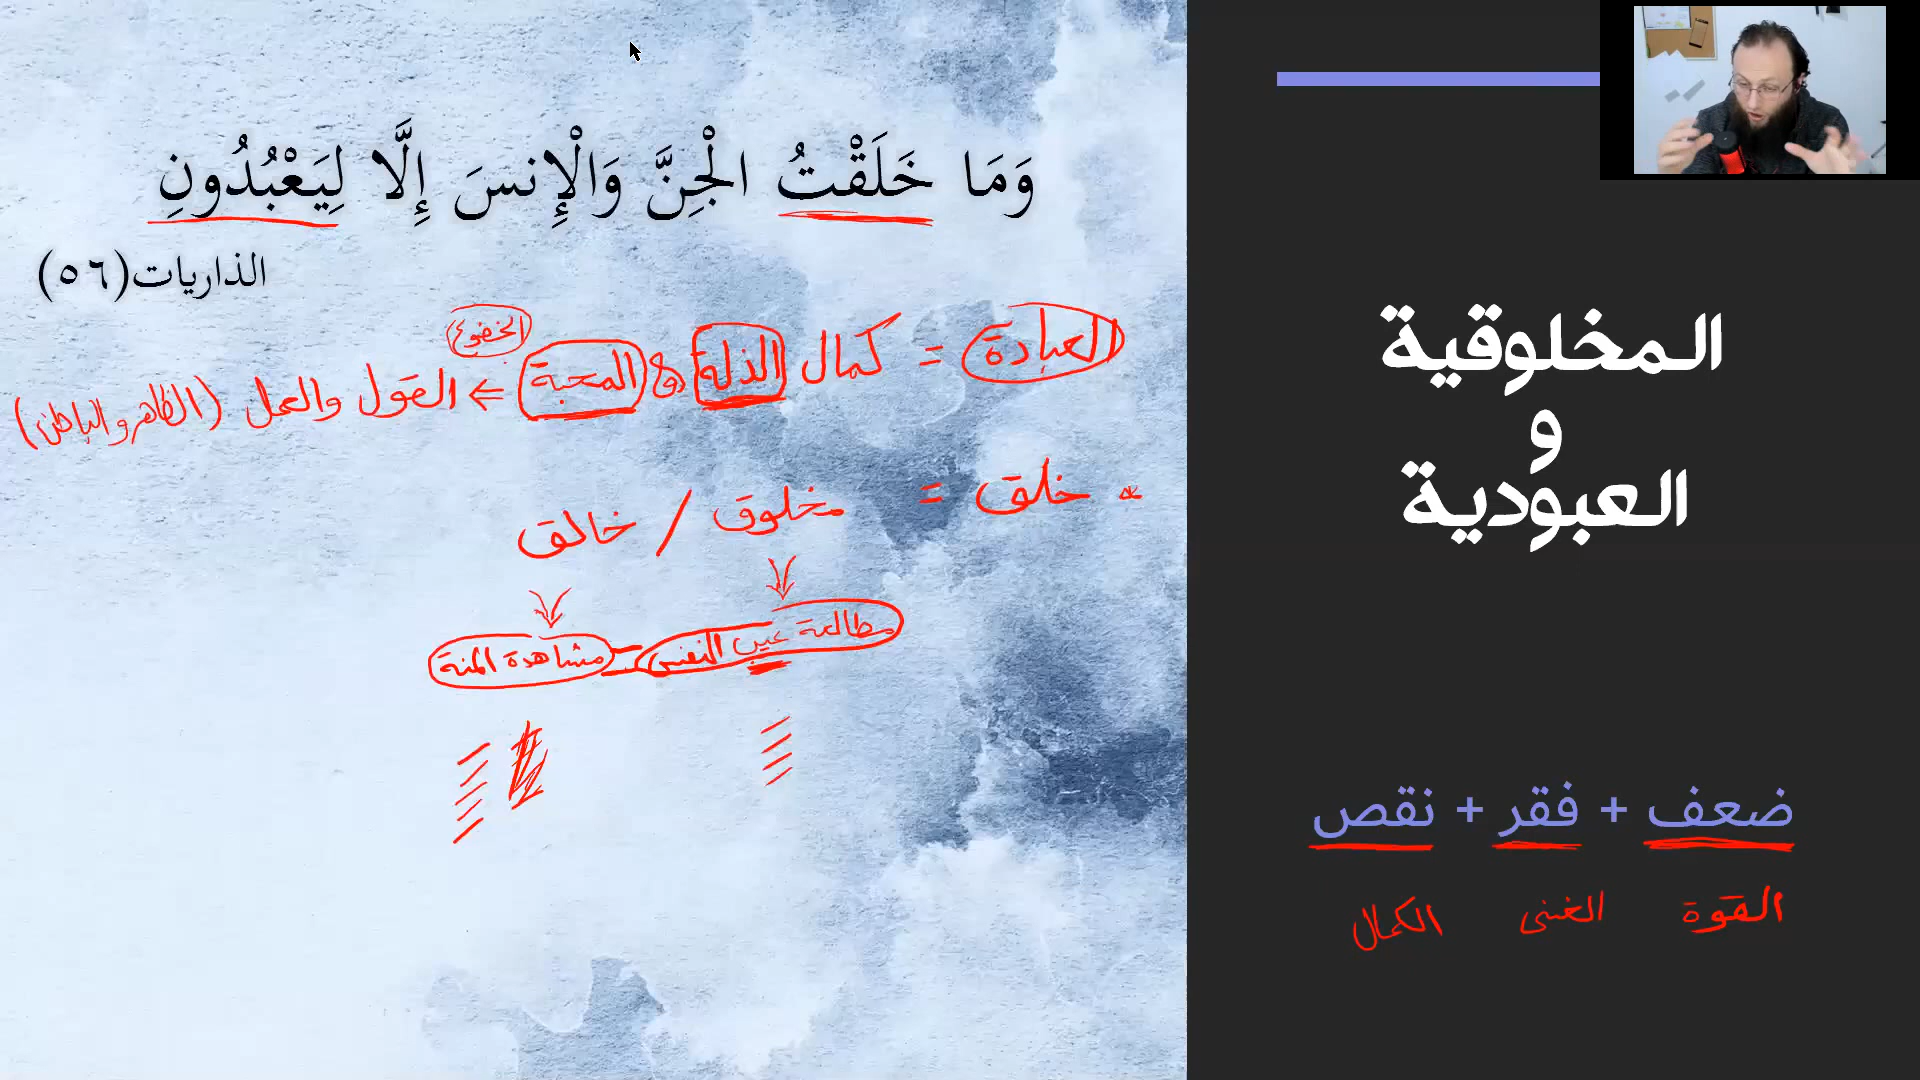 وَمَا خَلَقْتُ الْجِنَّ وَالْإِنسَ إِلَّا لِيَعْبُدُونِ
الذاريات(٥٦)
الخضوع
العبادة = كمال الذلة & المحبة ⇐ القول والعمل (الظاهر والباطن)
* خلق = مخلوق / خالق
مطالعة عيب النفس = مشاهدة المنة
المخلوقية
و
العبودية
ضعف + فقر + نقص
القوة الغنى الكمال